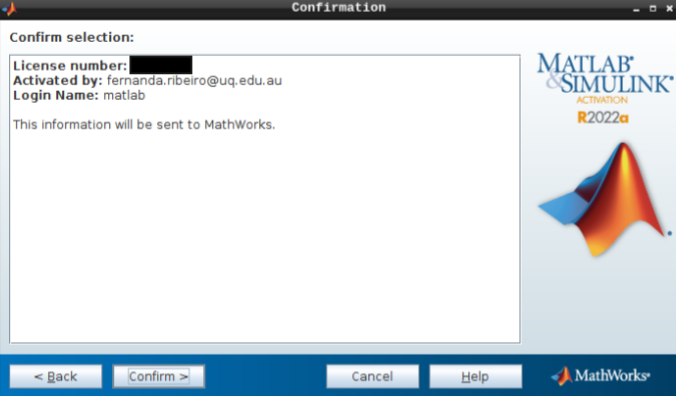 Confirmation
Confirm selection:
License number:
Activated by: fernanda.ribeiro@uq.edu.au
Login Name: matlab
This information will be sent to MathWorks.
MATLAB®
&SIMULINK®
ACTIVATION
R2022a
< Back
Confirm >
Cancel
Help
MathWorks®